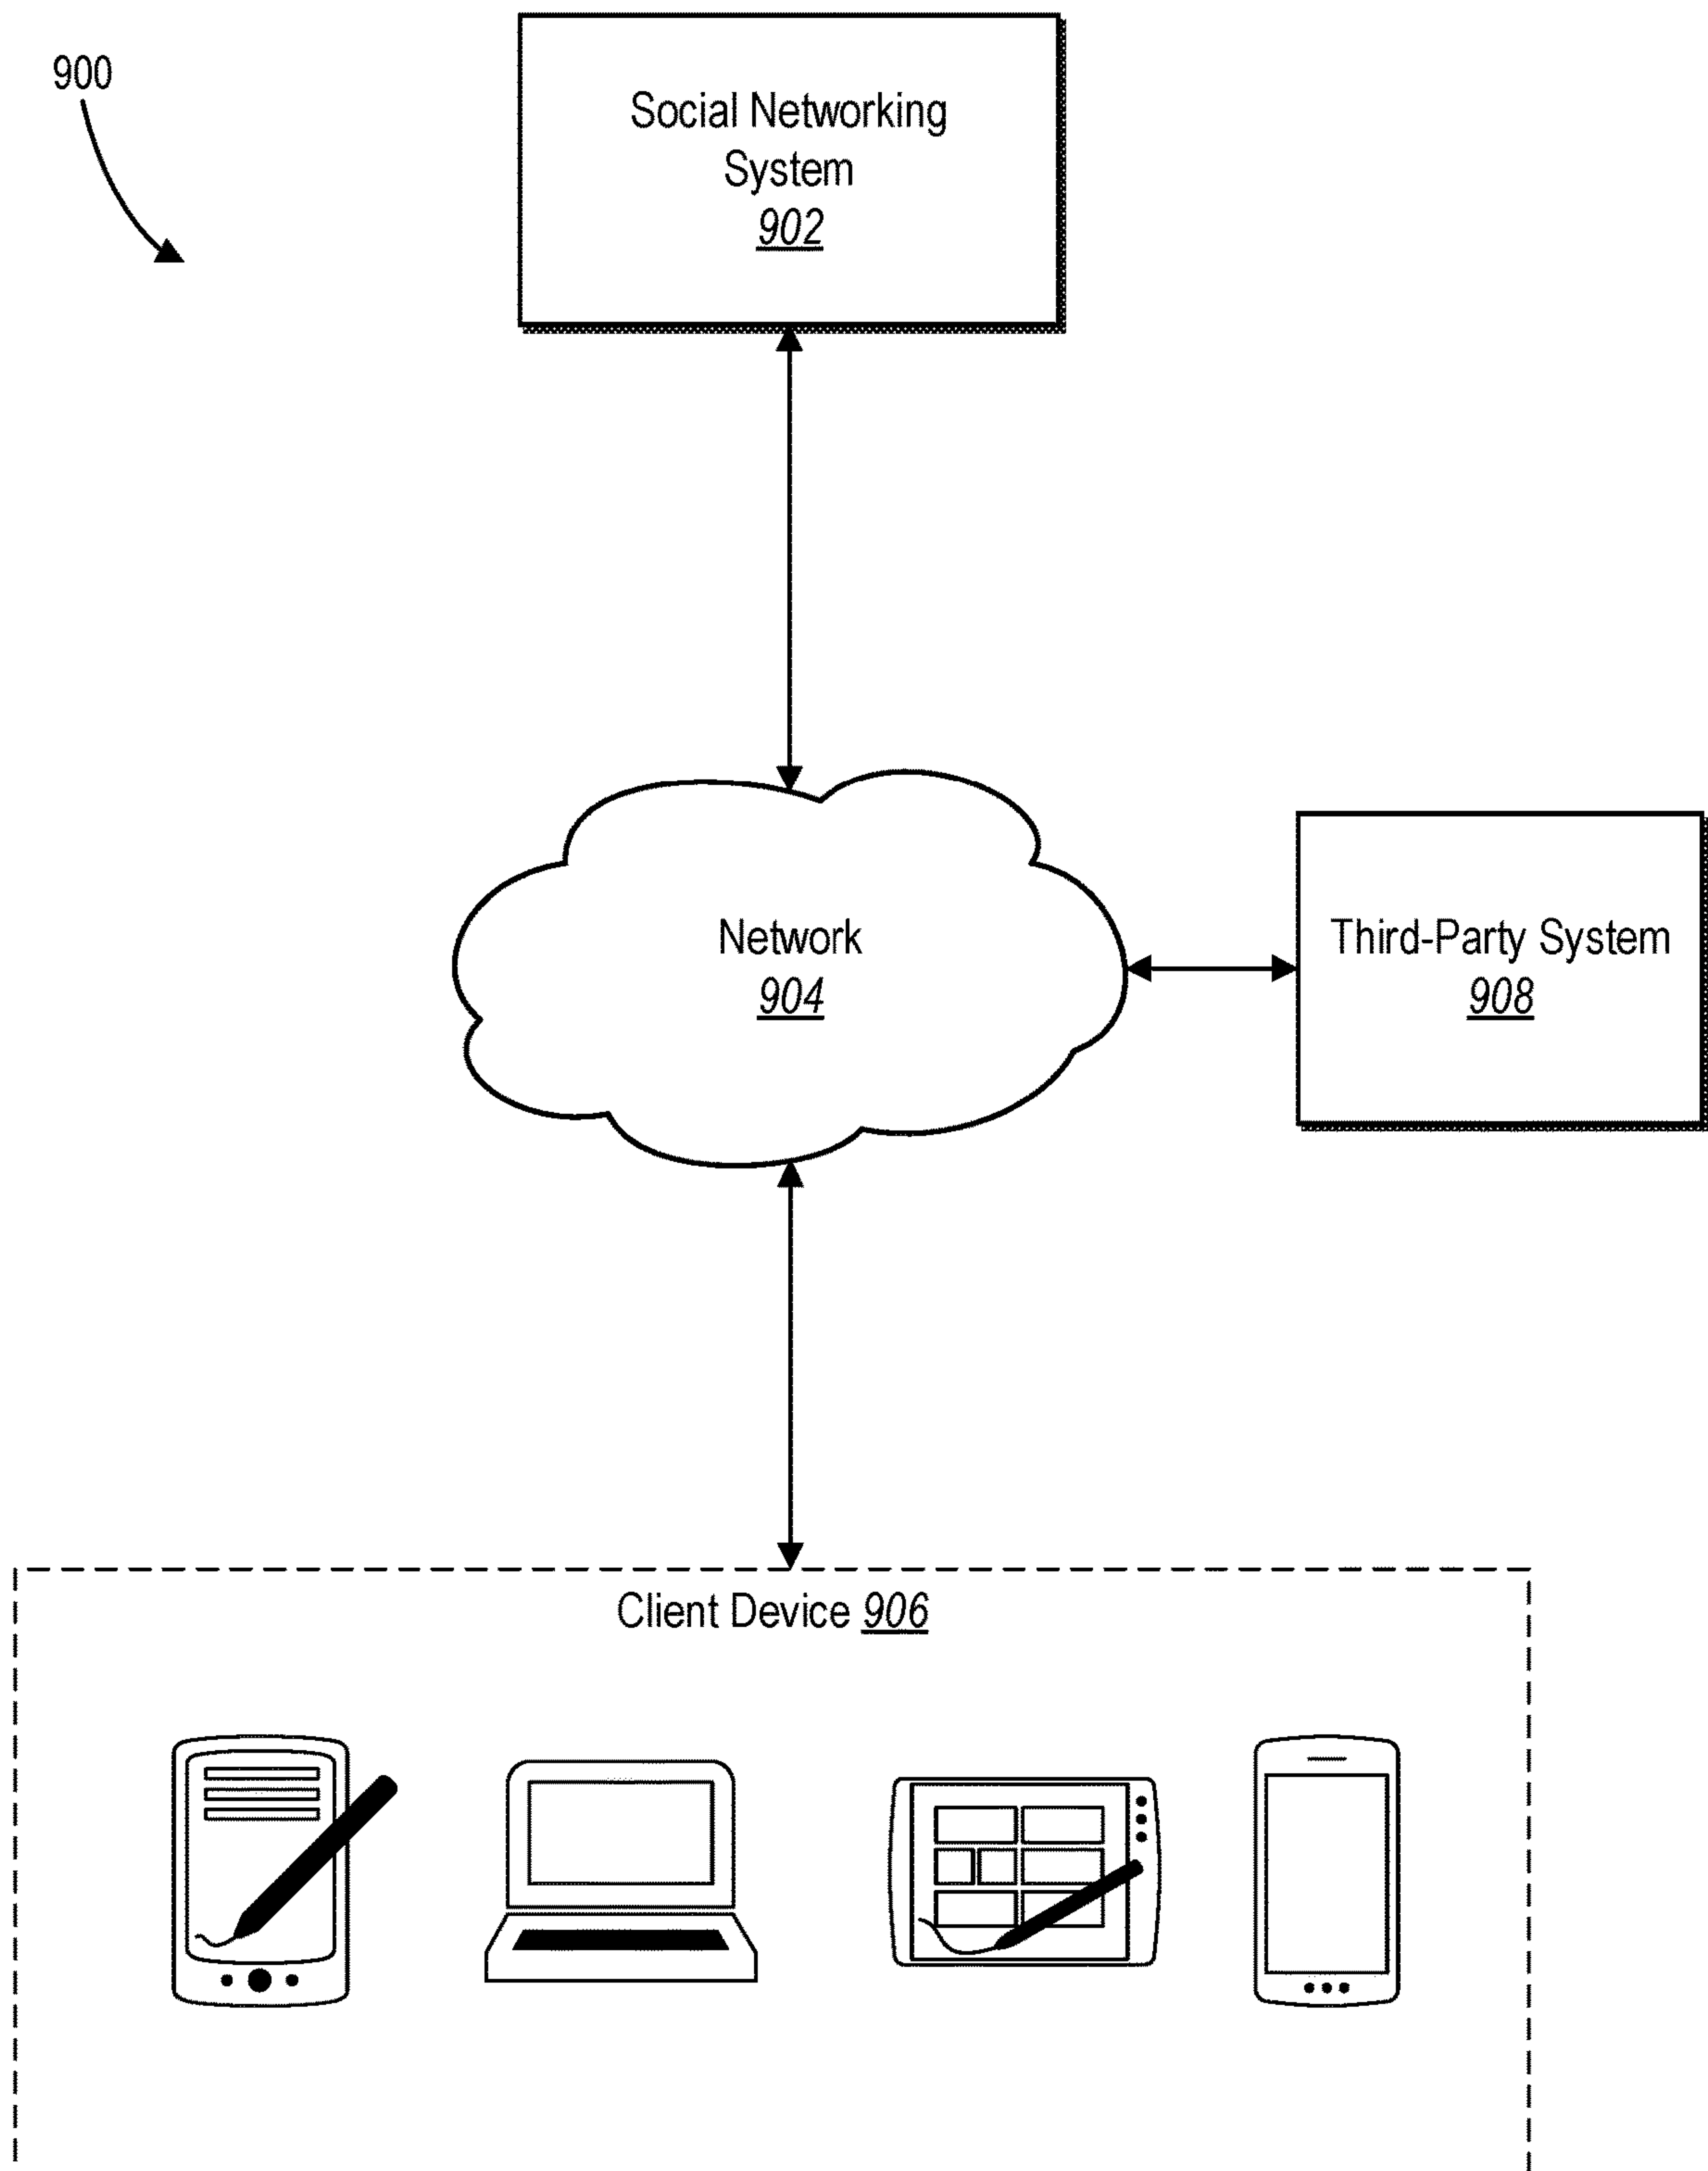 900
Social Networking
System
902
Network
904
Third-Party System
908
Client Device 906